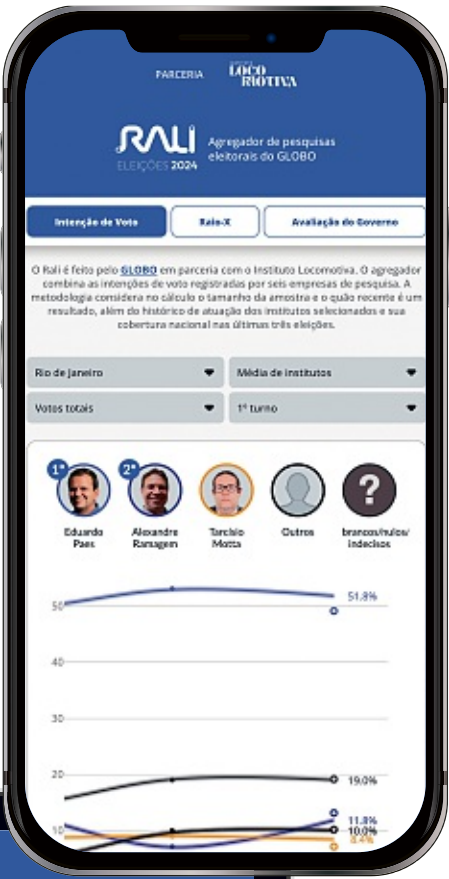 PARCERIA
LOCO
MOTIVA
RALI
ELEIÇÕES 2024
Agregador de pesquisas
eleitorais do GLOBO
Intenção de Voto
Raio-X
Avaliação do Governo
O Rali é feito pelo GLOBO em parceria com o Instituto Locomotiva. O agregador
combina as intenções de voto registradas por seis empresas de pesquisa. A
metodologia considera no cálculo o tamanho da amostra e o quão recente é um
resultado, além do histórico de atuação dos institutos selecionados e sua
cobertura nacional nas últimas três eleições.
Rio de Janeiro
Média de institutos
Votos totais
1º turno
1º
2º
Eduardo
Paes
Alexandre
Ramagem
Tarcísio
Motta
Outros
?
brancos/nulos/
indecisos
50
51.8%
40
30
20
19.0%
11.8%
10
10.0%
8.4%